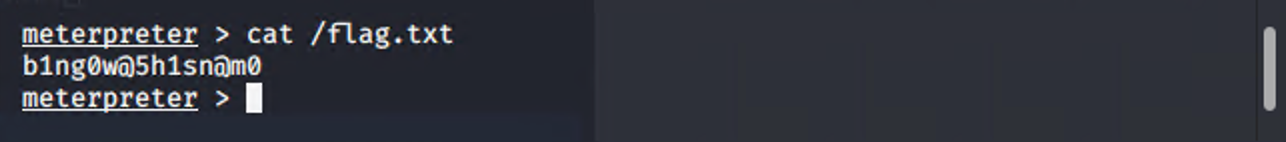 meterpreter > cat /flag.txt
b1ng0w@5h1sn@m0
meterpreter >